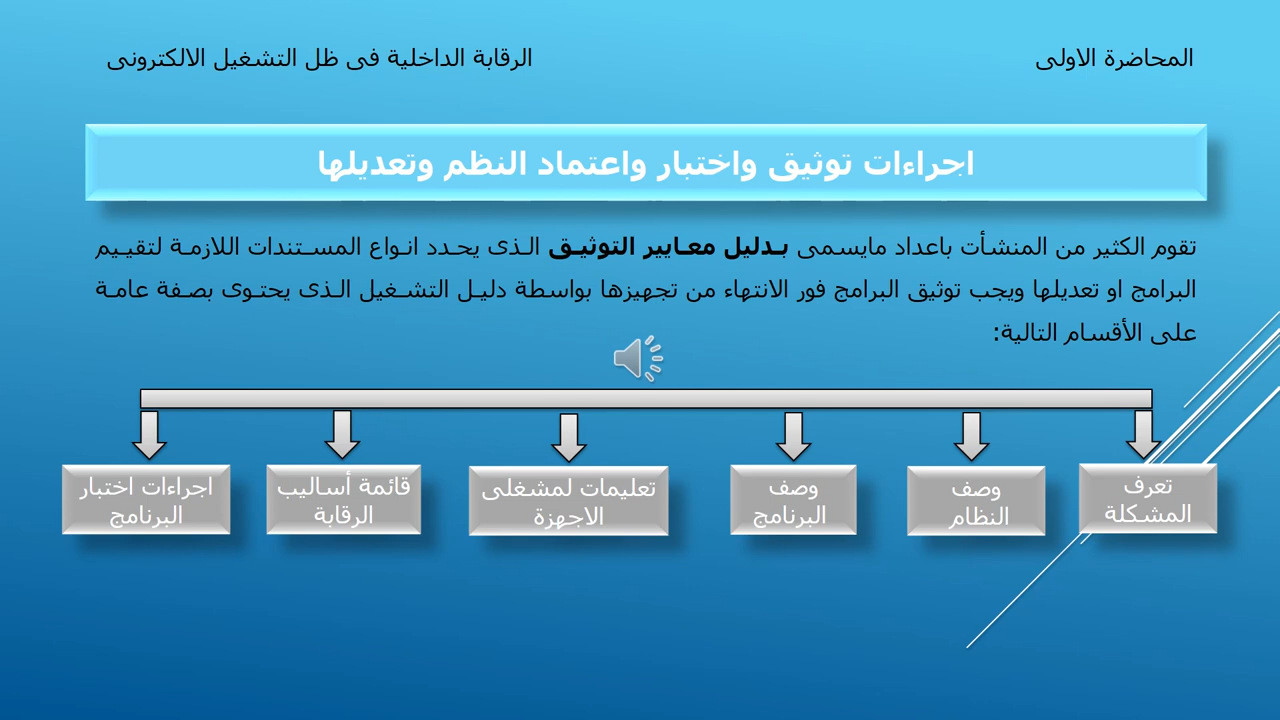 المحاضرة الاولى
الرقابة الداخلية فى ظل التشغيل الالكترونى
اجراءات توثيق واختبار واعتماد النظم وتعديلها
تقوم الكثير من المنشأت باعداد مايسمى بدليل معايير التوثيق الذى يحدد انواع المستندات اللازمة لتقييم
البرامج او تعديلها ويجب توثيق البرامج فور الانتهاء من تجهيزها بواسطة دليل التشغيل الذى يحتوى بصفة عامة
على الأقسام التالية:
تعرف
المشكلة
وصف
النظام
وصف
البرنامج
تعليمات لمشغلى
الاجهزة
قائمة أساليب
الرقابة
اجراءات اختبار
البرنامج